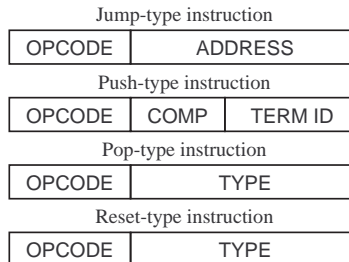 Jump-type instruction
OPCODE ADDRESS
Push-type instruction
OPCODE COMP TERM ID
Pop-type instruction
OPCODE TYPE
Reset-type instruction
OPCODE TYPE